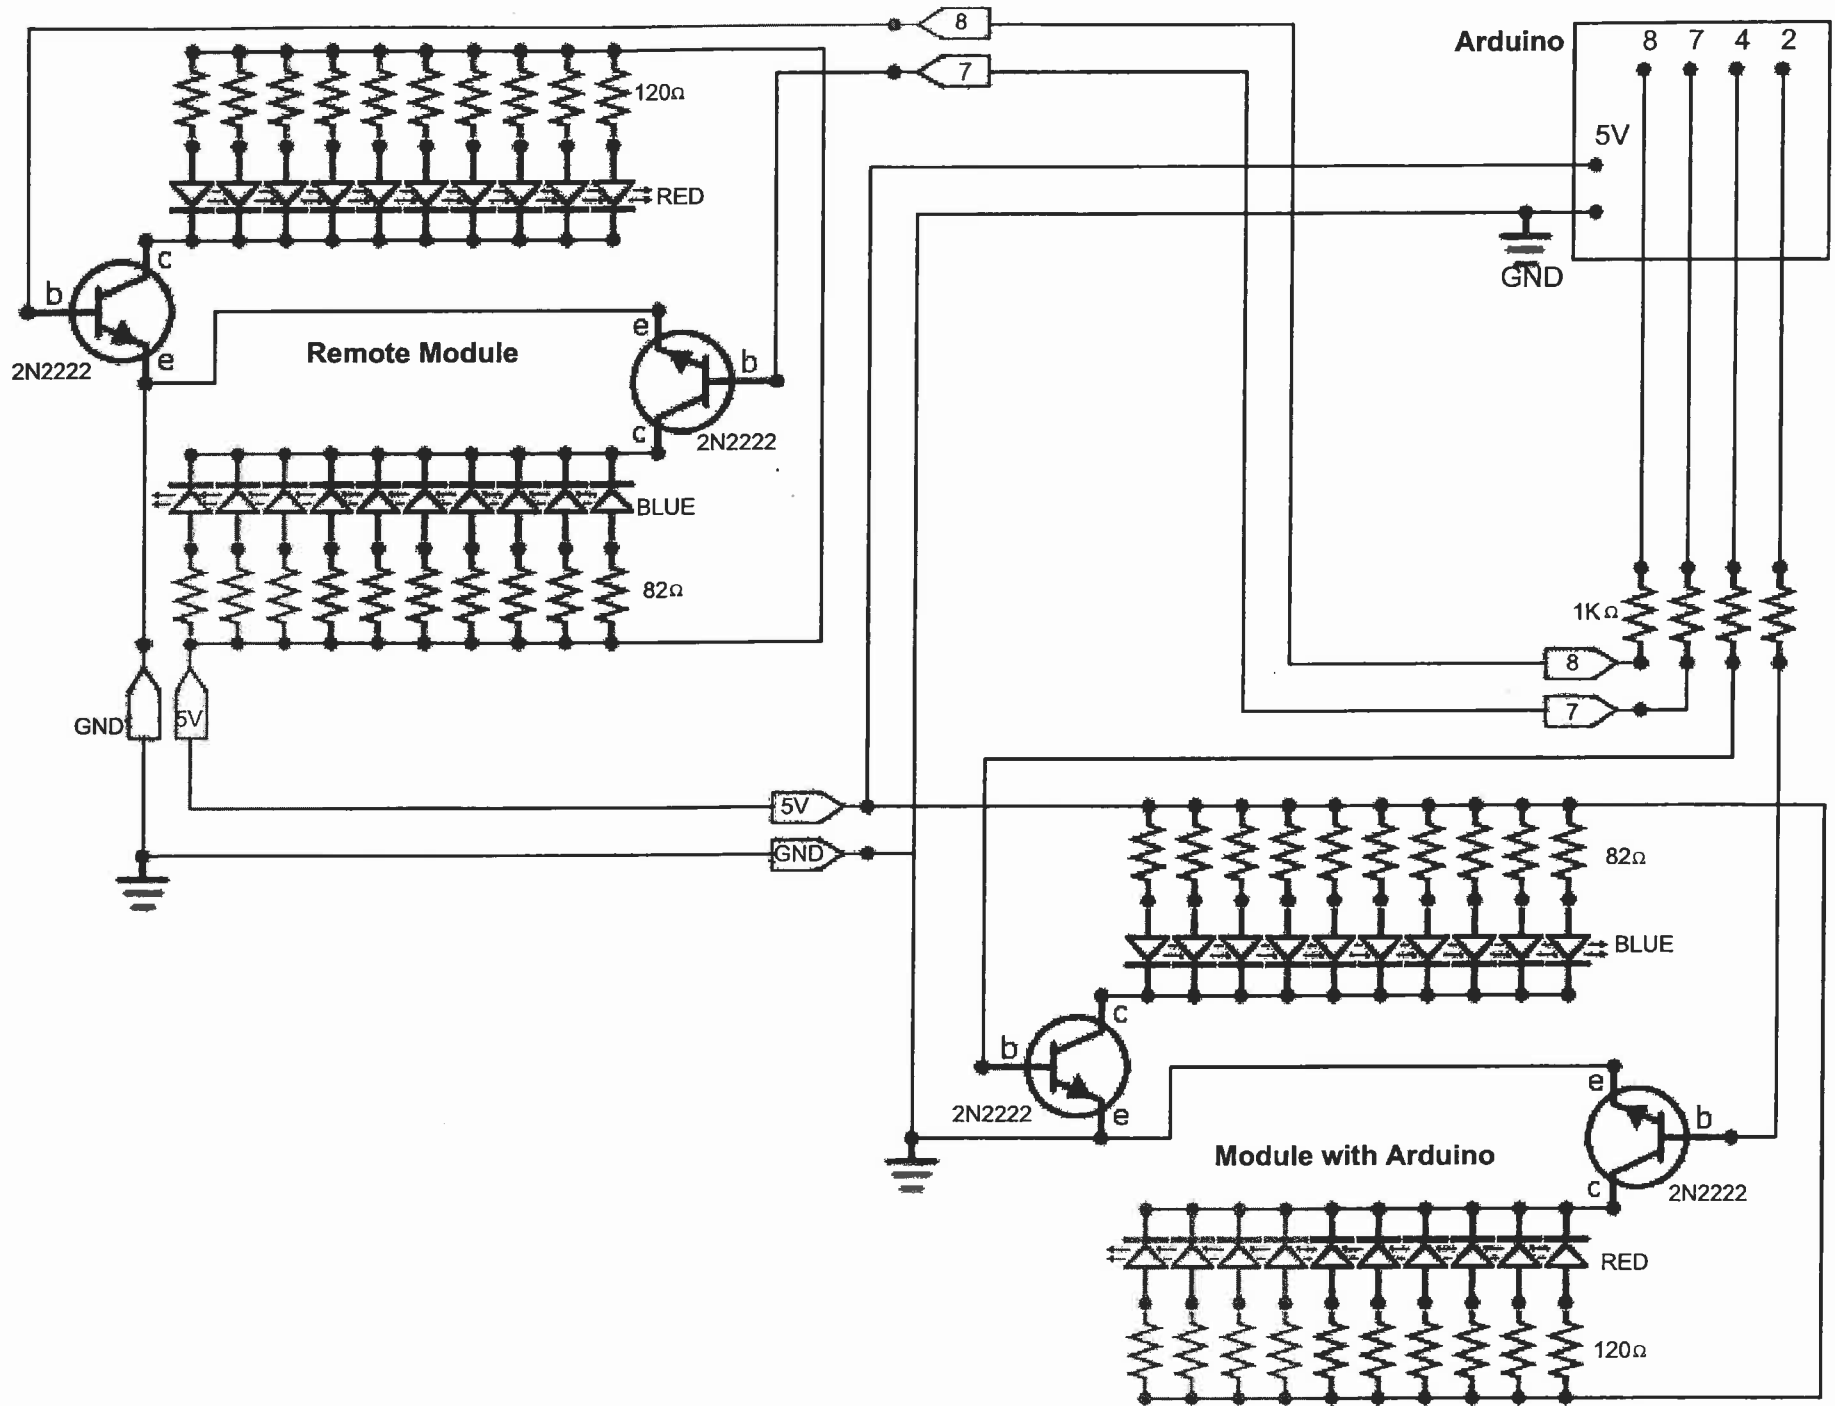 8
Arduino
8 7 4 2
7
120Ω
5V
RED
GND
c
b
e
2N2222
Remote Module
e
b
c
2N2222
BLUE
82Ω
1KΩ
8
7
GND
5V
5V
GND
82Ω
BLUE
c
b
e
2N2222
Module with Arduino
e
b
c
2N2222
RED
120Ω